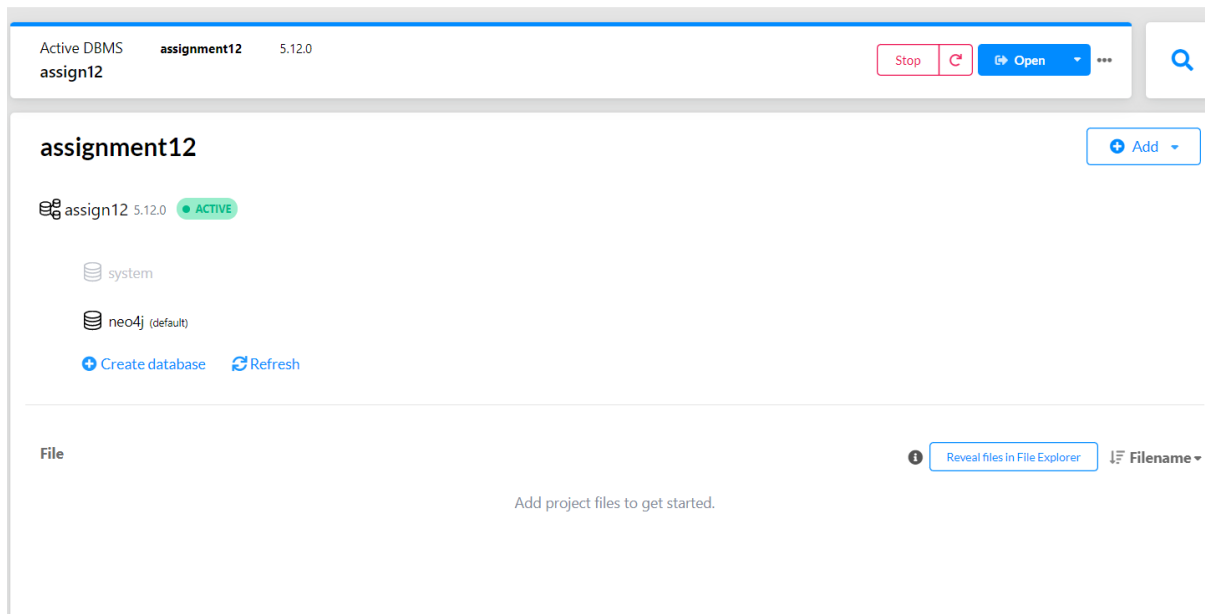 Active DBMS assignment12 5.12.0
assign12
Stop Open
assignment12
Add
assign12 5.12.0 ACTIVE
system
neo4j (default)
Create database Refresh
File
Reveal files in File Explorer Filename
Add project files to get started.